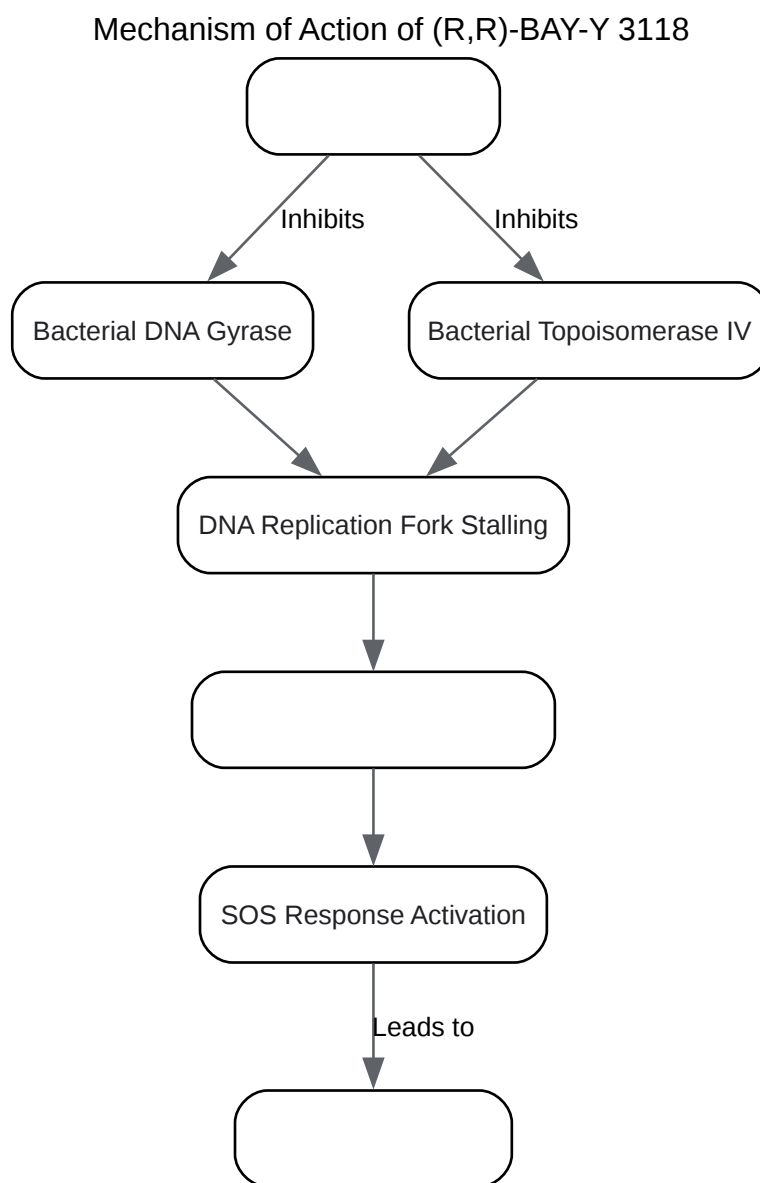 Mechanism of Action of (R,R)-BAY-Y 3118
Inhibits
Inhibits
Bacterial DNA Gyrase
Bacterial Topoisomerase IV
DNA Replication Fork Stalling
SOS Response Activation
Leads to